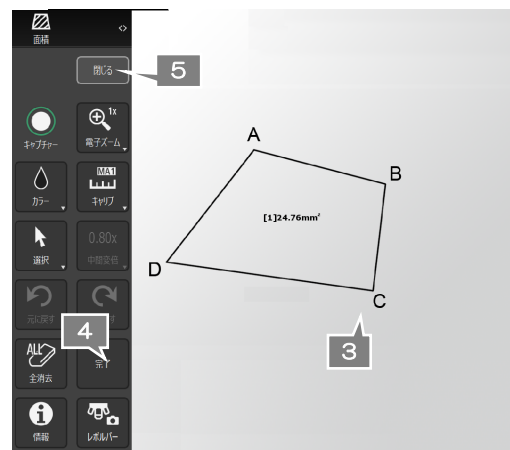 面積
<>
閉じる
5
キャプチャー
1x
電子ズーム
カラー
MA1
キャリブ
選択
0.80x
中間変倍
元に戻す
す
4
ALL
全消去
完了
情報
レボルバー
A
B
[1]24.76mm²
D
C
3